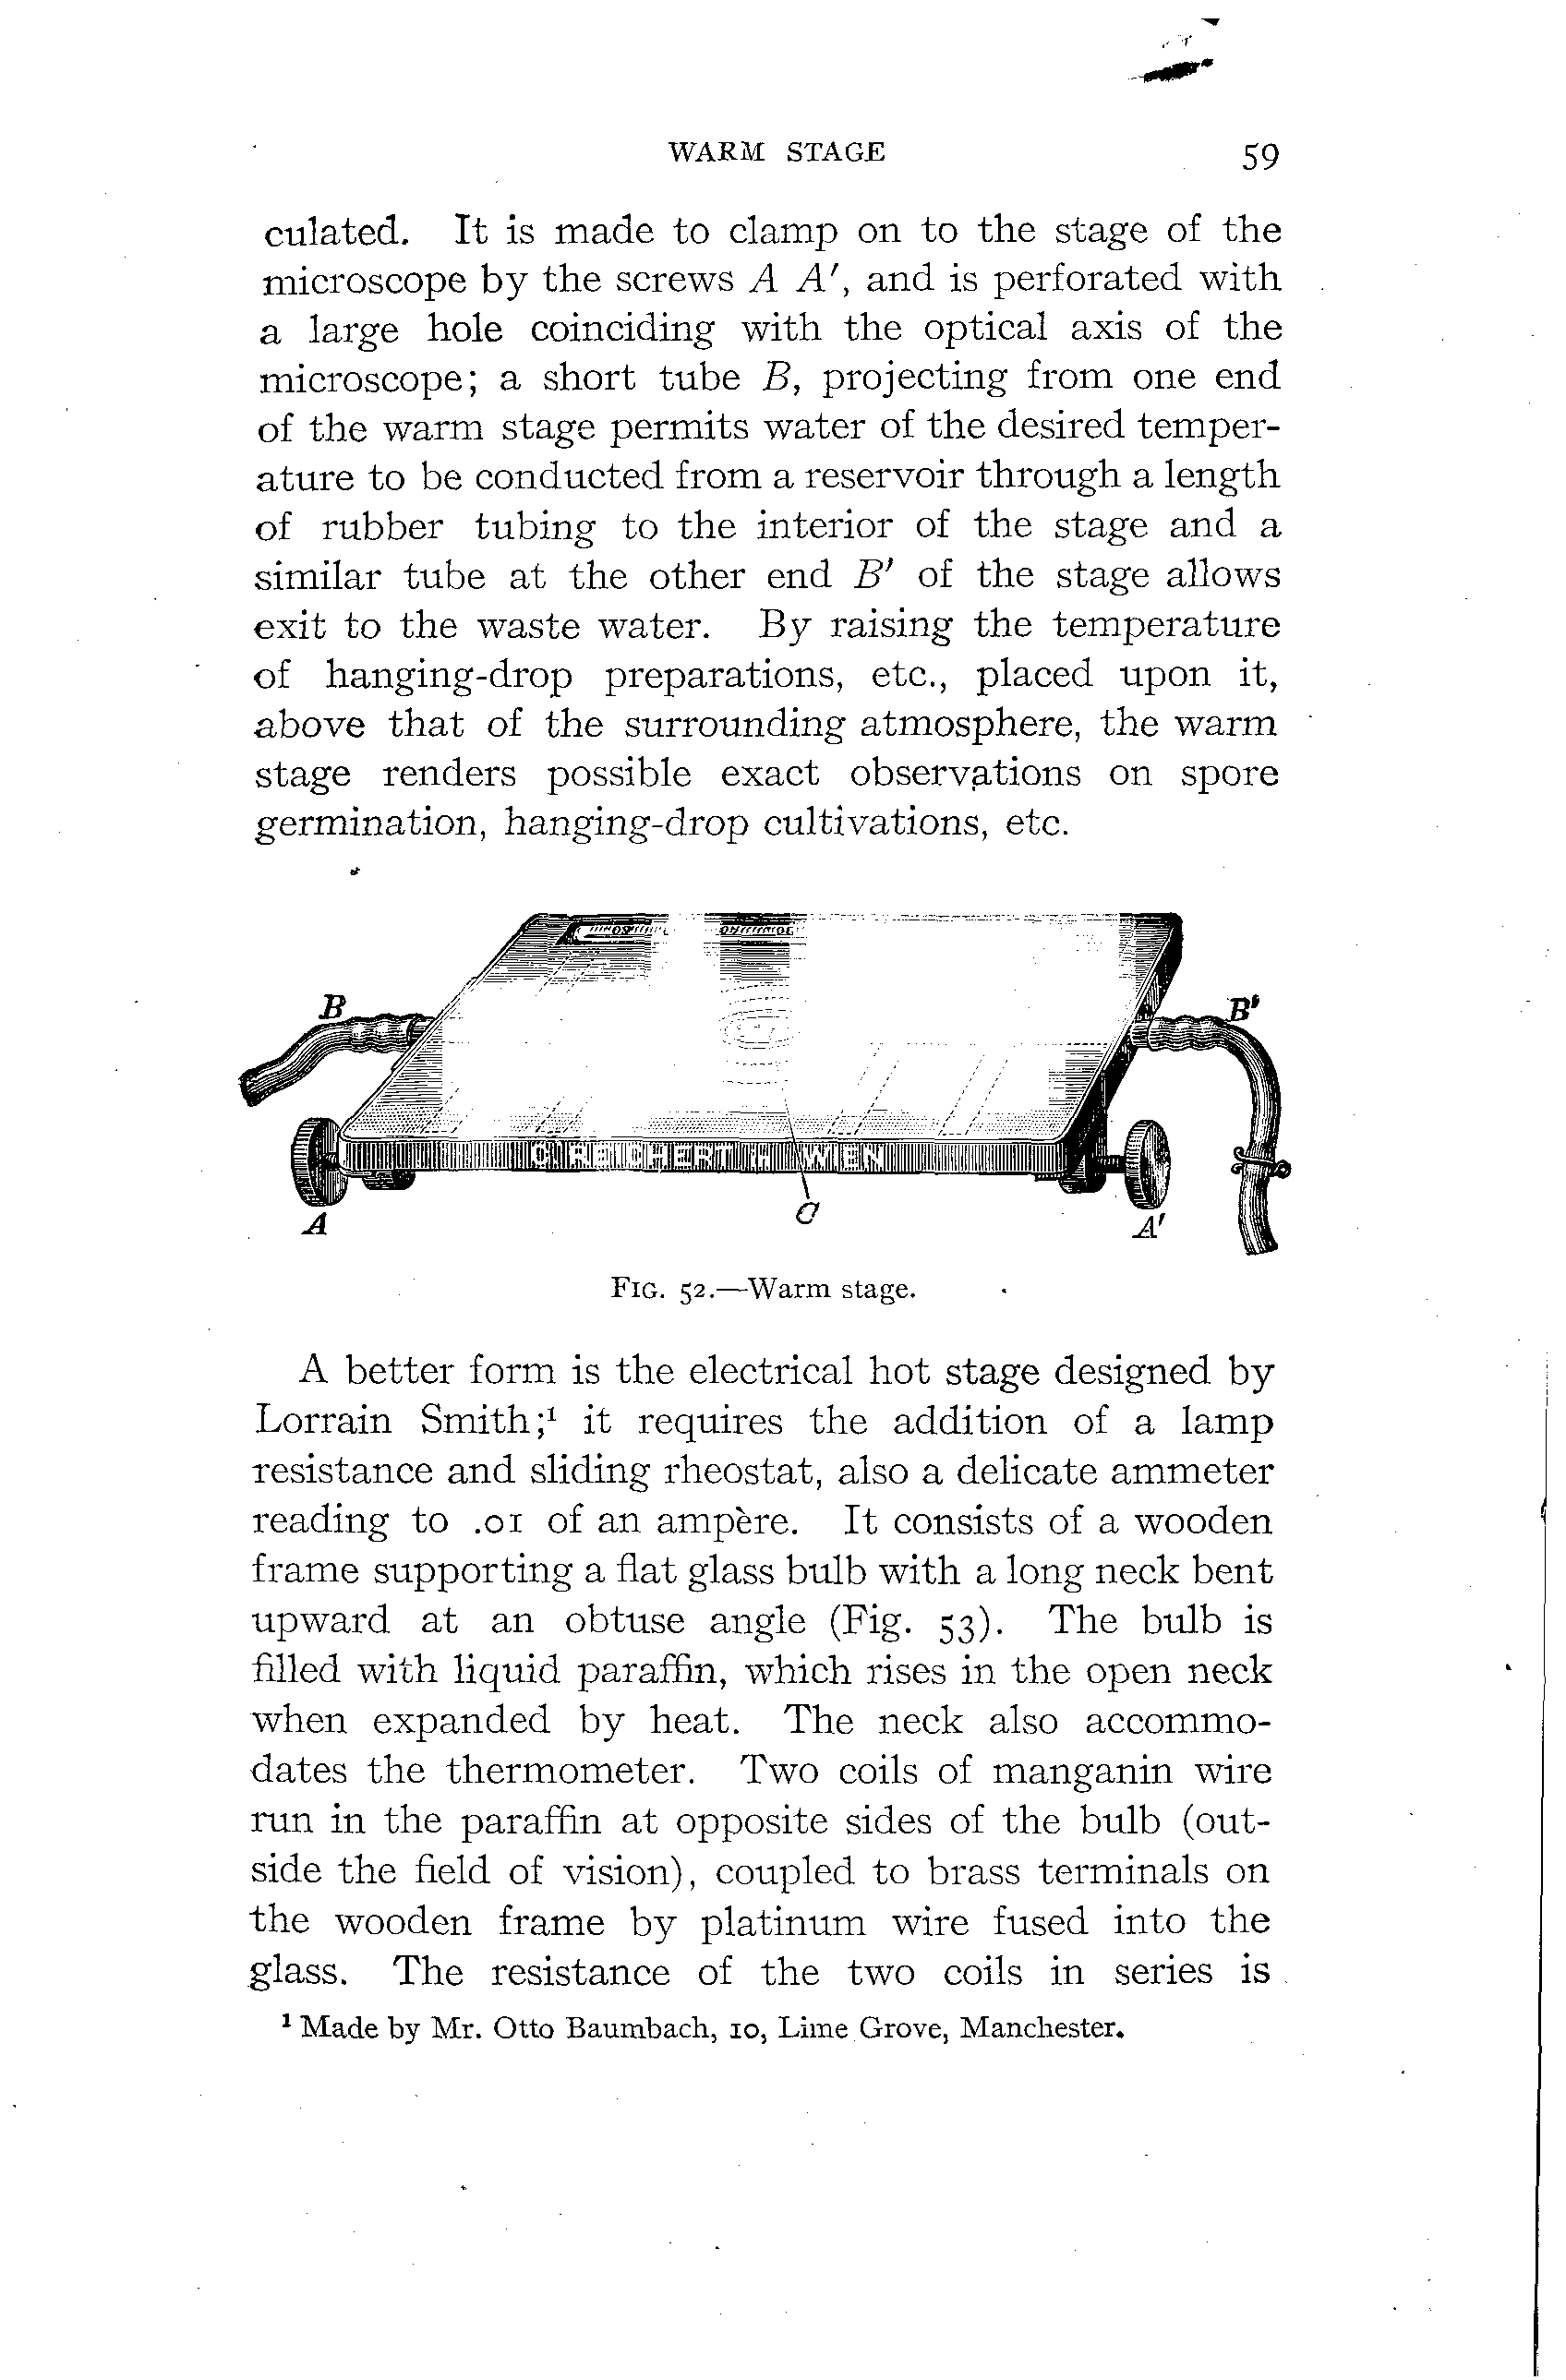 WARM STAGE 59
culated. It is made to clamp on to the stage of the
microscope by the screws A A′, and is perforated with
a large hole coinciding with the optical axis of the
microscope; a short tube B, projecting from one end
of the warm stage permits water of the desired temper-
ature to be conducted from a reservoir through a length
of rubber tubing to the interior of the stage and a
similar tube at the other end B′ of the stage allows
exit to the waste water. By raising the temperature
of hanging-drop preparations, etc., placed upon it,
above that of the surrounding atmosphere, the warm
stage renders possible exact observations on spore
germination, hanging-drop cultivations, etc.
B B′
C. REICHERT WIEN
A C A′
FIG. 52.—Warm stage.
A better form is the electrical hot stage designed by
Lorrain Smith;¹ it requires the addition of a lamp
resistance and sliding rheostat, also a delicate ammeter
reading to .01 of an ampère. It consists of a wooden
frame supporting a flat glass bulb with a long neck bent
upward at an obtuse angle (Fig. 53). The bulb is
filled with liquid paraffin, which rises in the open neck
when expanded by heat. The neck also accommo-
dates the thermometer. Two coils of manganin wire
run in the paraffin at opposite sides of the bulb (out-
side the field of vision), coupled to brass terminals on
the wooden frame by platinum wire fused into the
glass. The resistance of the two coils in series is
¹ Made by Mr. Otto Baumbach, 10, Lime Grove, Manchester.